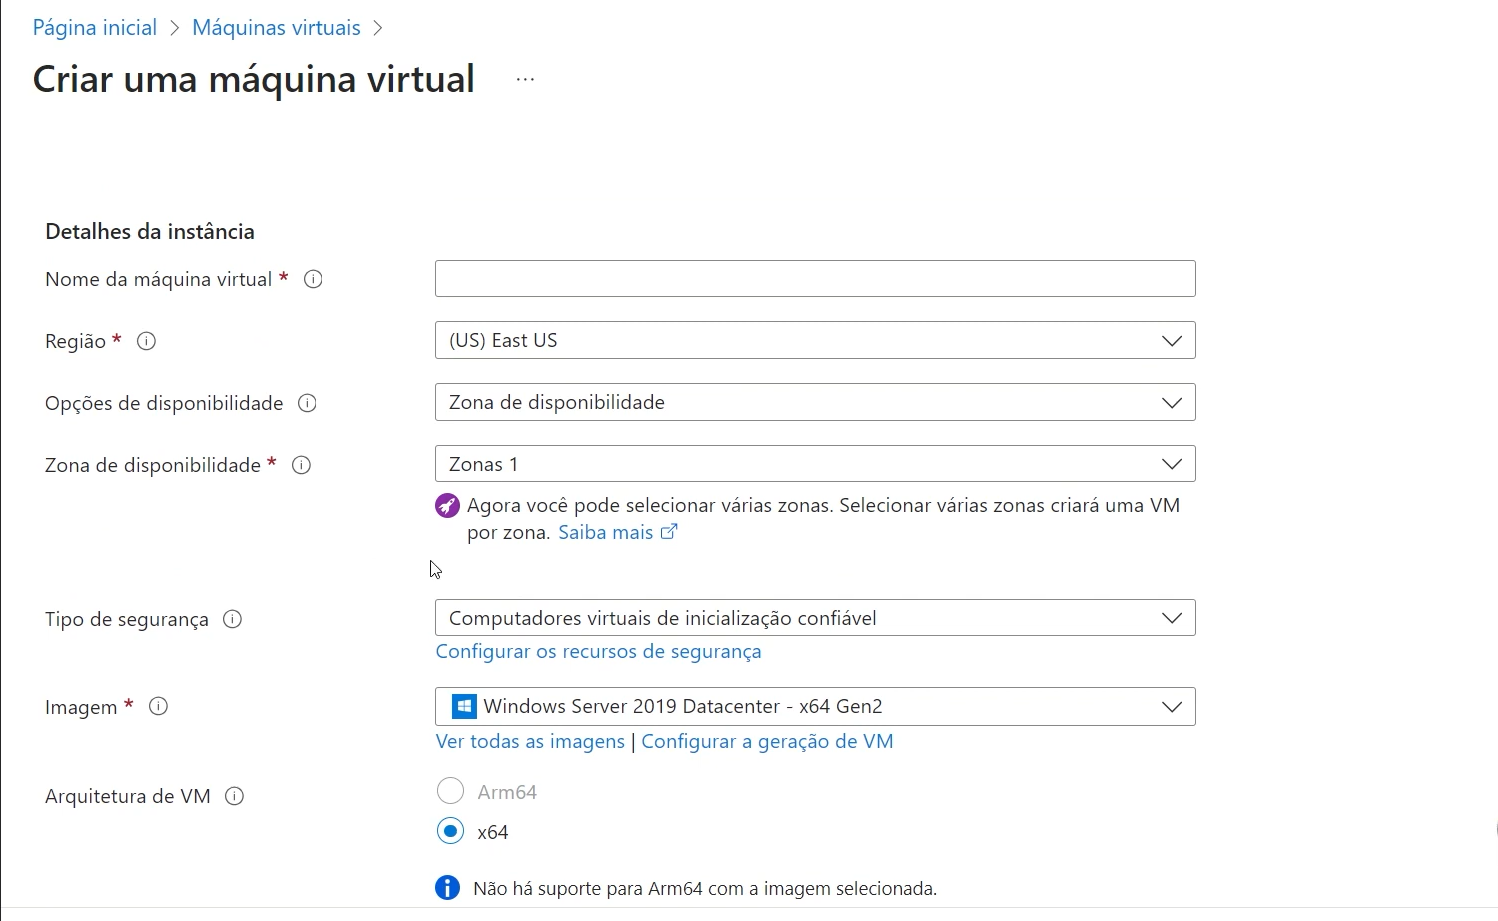 Página inicial > Máquinas virtuais >
Criar uma máquina virtual ...
Detalhes da instância
Nome da máquina virtual *
Região *
(US) East US
Opções de disponibilidade
Zona de disponibilidade
Zona de disponibilidade *
Zonas 1
Agora você pode selecionar várias zonas. Selecionar várias zonas criará uma VM
por zona. Saiba mais
Tipo de segurança
Computadores virtuais de inicialização confiável
Configurar os recursos de segurança
Imagem *
Windows Server 2019 Datacenter - x64 Gen2
Ver todas as imagens | Configurar a geração de VM
Arquitetura de VM
Arm64
x64
Não há suporte para Arm64 com a imagem selecionada.